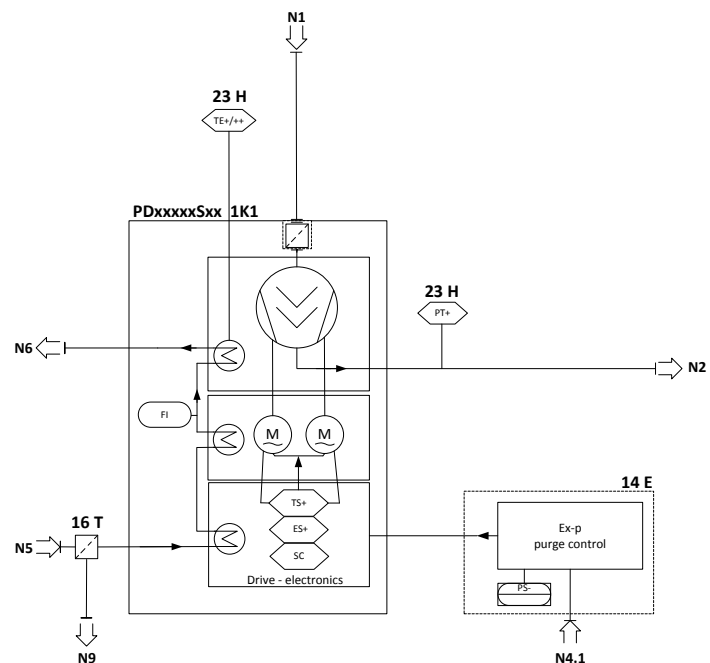 N1
23 H
TE+/++
PDxxxxxSxx 1K1
23 H
PT+
N6
N2
FI
M
M
16 T
TS+
14 E
ES+
Ex-p
purge control
N5
SC
Drive - electronics
PS-
N9
N4.1